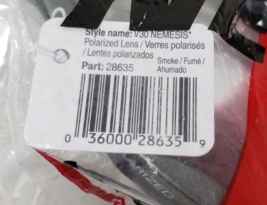 Style name: V30 NEMESIS*
Polarized Lens / Verres polarisés
/ Lentes polarizados
Smoke / Fumé /
Ahumado
Part: 28635
0 36000 28635 9